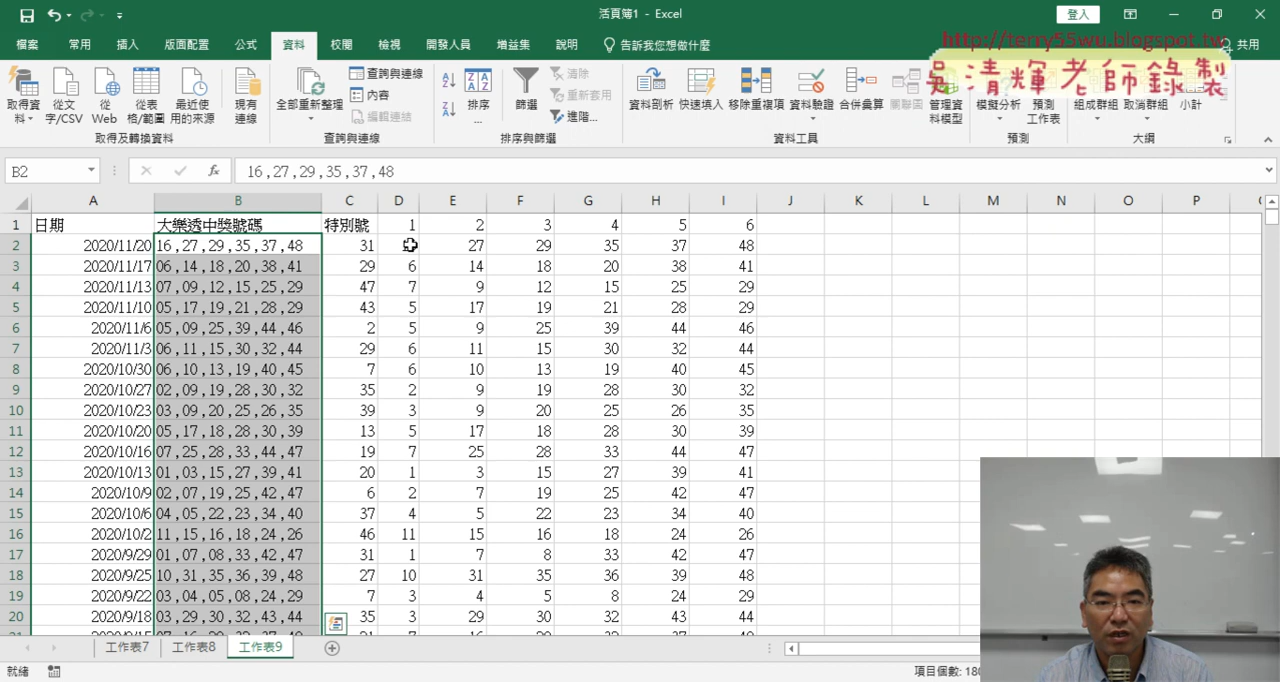 活頁簿1 - Excel
登入
檔案 常用 插入 版面配置 公式 資料 校閱 檢視 開發人員 增益集 說明 告訴我您想做什麼 共用
http://terry55wu.blogspot.tw
吳清輝老師錄製
取得資料 從文字/CSV 從 Web 從表格/範圍 最近使用的來源 現有連線
全部重新整理 查詢與連線 內容 編輯連結
排序... 篩選 清除 重新套用 進階...
資料剖析 快速填入 移除重複項 資料驗證 合併彙算 關聯圖 管理資料模型
模擬分析 預測工作表 組成群組 取消群組 小計
取得及轉換資料 查詢與連線 排序與篩選 資料工具 預測 大綱
B2 fx 16,27,29,35,37,48
A B C D E F G H I J K L M N O P
1 日期 大樂透中獎號碼 特別號 1 2 3 4 5 6
2 2020/11/20 16,27,29,35,37,48 31 27 29 35 37 48
3 2020/11/17 06,14,18,20,38,41 29 6 14 18 20 38 41
4 2020/11/13 07,09,12,15,25,29 47 7 9 12 15 25 29
5 2020/11/10 05,17,19,21,28,29 43 5 17 19 21 28 29
6 2020/11/6 05,09,25,39,44,46 2 5 9 25 39 44 46
7 2020/11/3 06,11,15,30,32,44 29 6 11 15 30 32 44
8 2020/10/30 06,10,13,19,40,45 7 6 10 13 19 40 45
9 2020/10/27 02,09,19,28,30,32 35 2 9 19 28 30 32
10 2020/10/23 03,09,20,25,26,35 39 3 9 20 25 26 35
11 2020/10/20 05,17,18,28,30,39 13 5 17 18 28 30 39
12 2020/10/16 07,25,28,33,44,47 19 7 25 28 33 44 47
13 2020/10/13 01,03,15,27,39,41 20 1 3 15 27 39 41
14 2020/10/9 02,07,19,25,42,47 6 2 7 19 25 42 47
15 2020/10/6 04,05,22,23,34,40 37 4 5 22 23 34 40
16 2020/10/2 11,15,16,18,24,26 46 11 15 16 18 24 26
17 2020/9/29 01,07,08,33,42,47 31 1 7 8 33 42 47
18 2020/9/25 10,31,35,36,39,48 27 10 31 35 36 39 48
19 2020/9/22 03,04,05,08,24,29 7 3 4 5 8 24 29
20 2020/9/18 03,29,30,32,43,44 35 3 29 30 32 43 44
工作表7 工作表8 工作表9
就緒 項目個數: 180